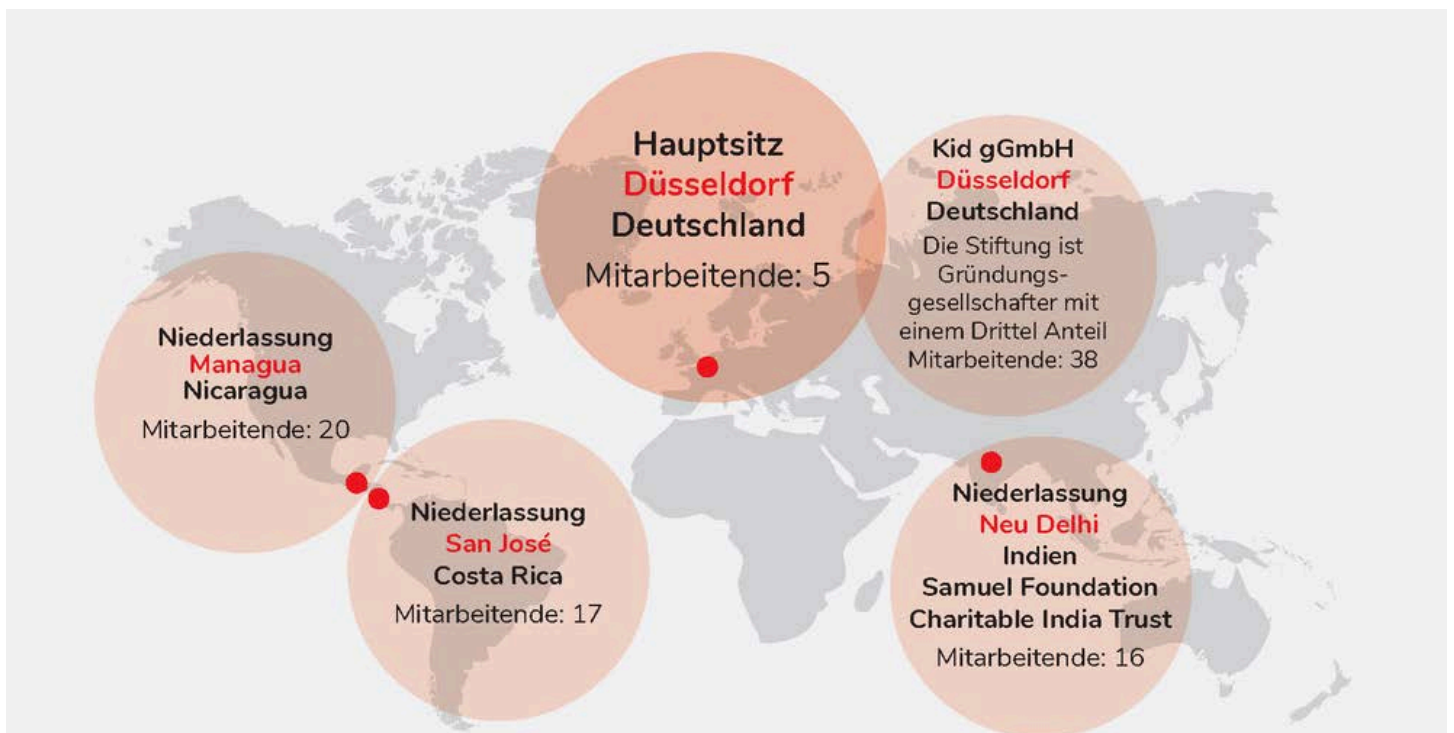 Hauptsitz
Düsseldorf
Deutschland
Mitarbeitende: 5
Kid gGmbH
Düsseldorf
Deutschland
Die Stiftung ist
Gründungs-
gesellschafter mit
einem Drittel Anteil
Mitarbeitende: 38
Niederlassung
Managua
Nicaragua
Mitarbeitende: 20
Niederlassung
San José
Costa Rica
Mitarbeitende: 17
Niederlassung
Neu Delhi
Indien
Samuel Foundation
Charitable India Trust
Mitarbeitende: 16